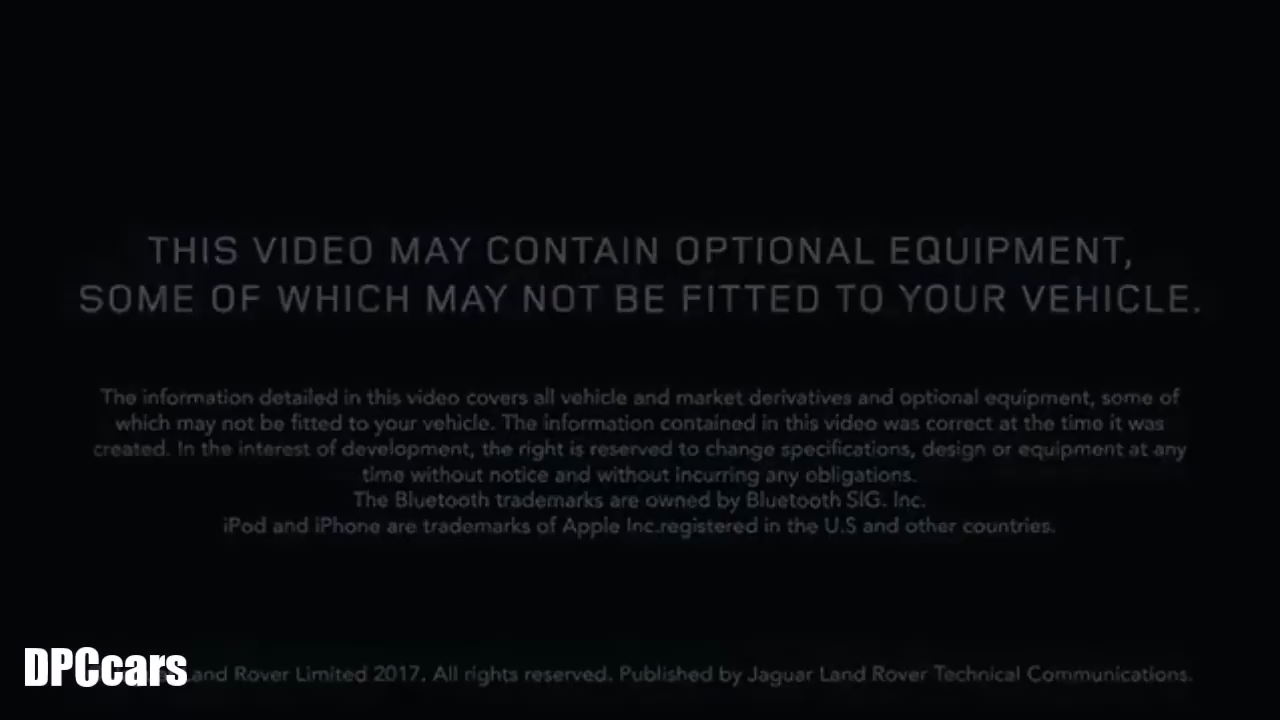 THIS VIDEO MAY CONTAIN OPTIONAL EQUIPMENT,
SOME OF WHICH MAY NOT BE FITTED TO YOUR VEHICLE.
The information detailed in this video covers all vehicle and market derivatives and optional equipment, some of
which may not be fitted to your vehicle. The information contained in this video was correct at the time it was
created. In the interest of development, the right is reserved to change specifications, design or equipment at any
time without notice and without incurring any obligations.
The Bluetooth trademarks are owned by Bluetooth SIG. Inc.
iPod and iPhone are trademarks of Apple Inc.registered in the U.S and other countries.
DPCcars
Land Rover Limited 2017. All rights reserved. Published by Jaguar Land Rover Technical Communications.